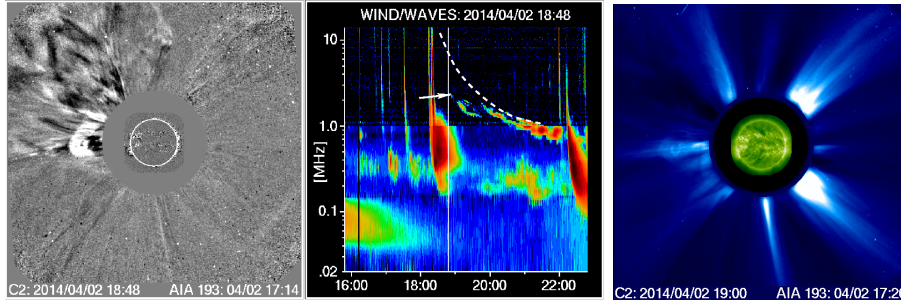 C2: 2014/04/02 18:48 AIA 193: 04/02 17:14
WIND/WAVES: 2014/04/02 18:48
10
1.0
[MHz]
0.1
.02
16:00 18:00 20:00 22:00
C2: 2014/04/02 19:00 AIA 193: 04/02 17:20